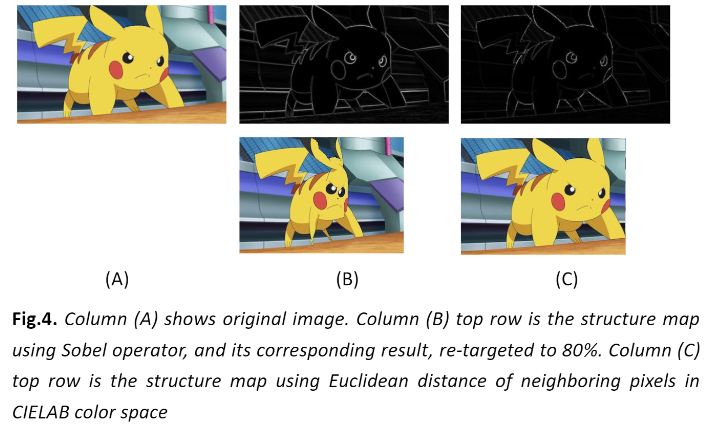 (A)
(B)
(C)
Fig.4. Column (A) shows original image. Column (B) top row is the structure map
using Sobel operator, and its corresponding result, re-targeted to 80%. Column (C)
top row is the structure map using Euclidean distance of neighboring pixels in
CIELAB color space